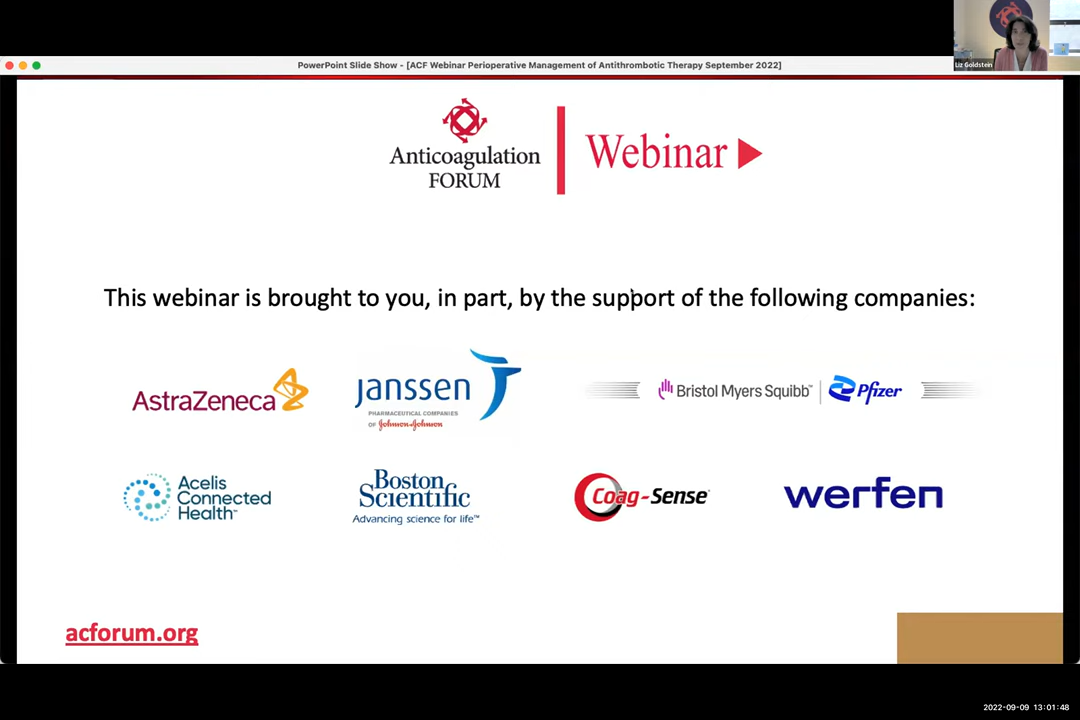 PowerPoint Slide Show - [ACF Webinar Perioperative Management of Antithrombotic Therapy September 2022]
Liz Goldstein
Anticoagulation
FORUM
Webinar
This webinar is brought to you, in part, by the support of the following companies:
AstraZeneca
janssen
PHARMACEUTICAL COMPANIES
OF Johnson & Johnson
Bristol Myers Squibb™ | Pfizer
Acelis
Connected
Health™
Boston
Scientific
Advancing science for life™
Coag-Sense®
werfen
acforum.org
2022-09-09 13:01:48